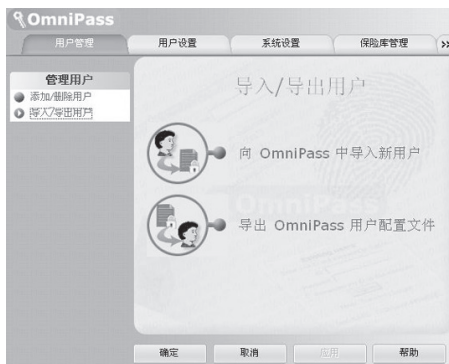 OmniPass
用户管理 用户设置 系统设置 保险库管理 >>
管理用户
添加/删除用户
导入/导出用户
导入/导出用户
向 OmniPass 中导入新用户
OmniPass
导出 OmniPass 用户配置文件
确定 取消 应用 帮助